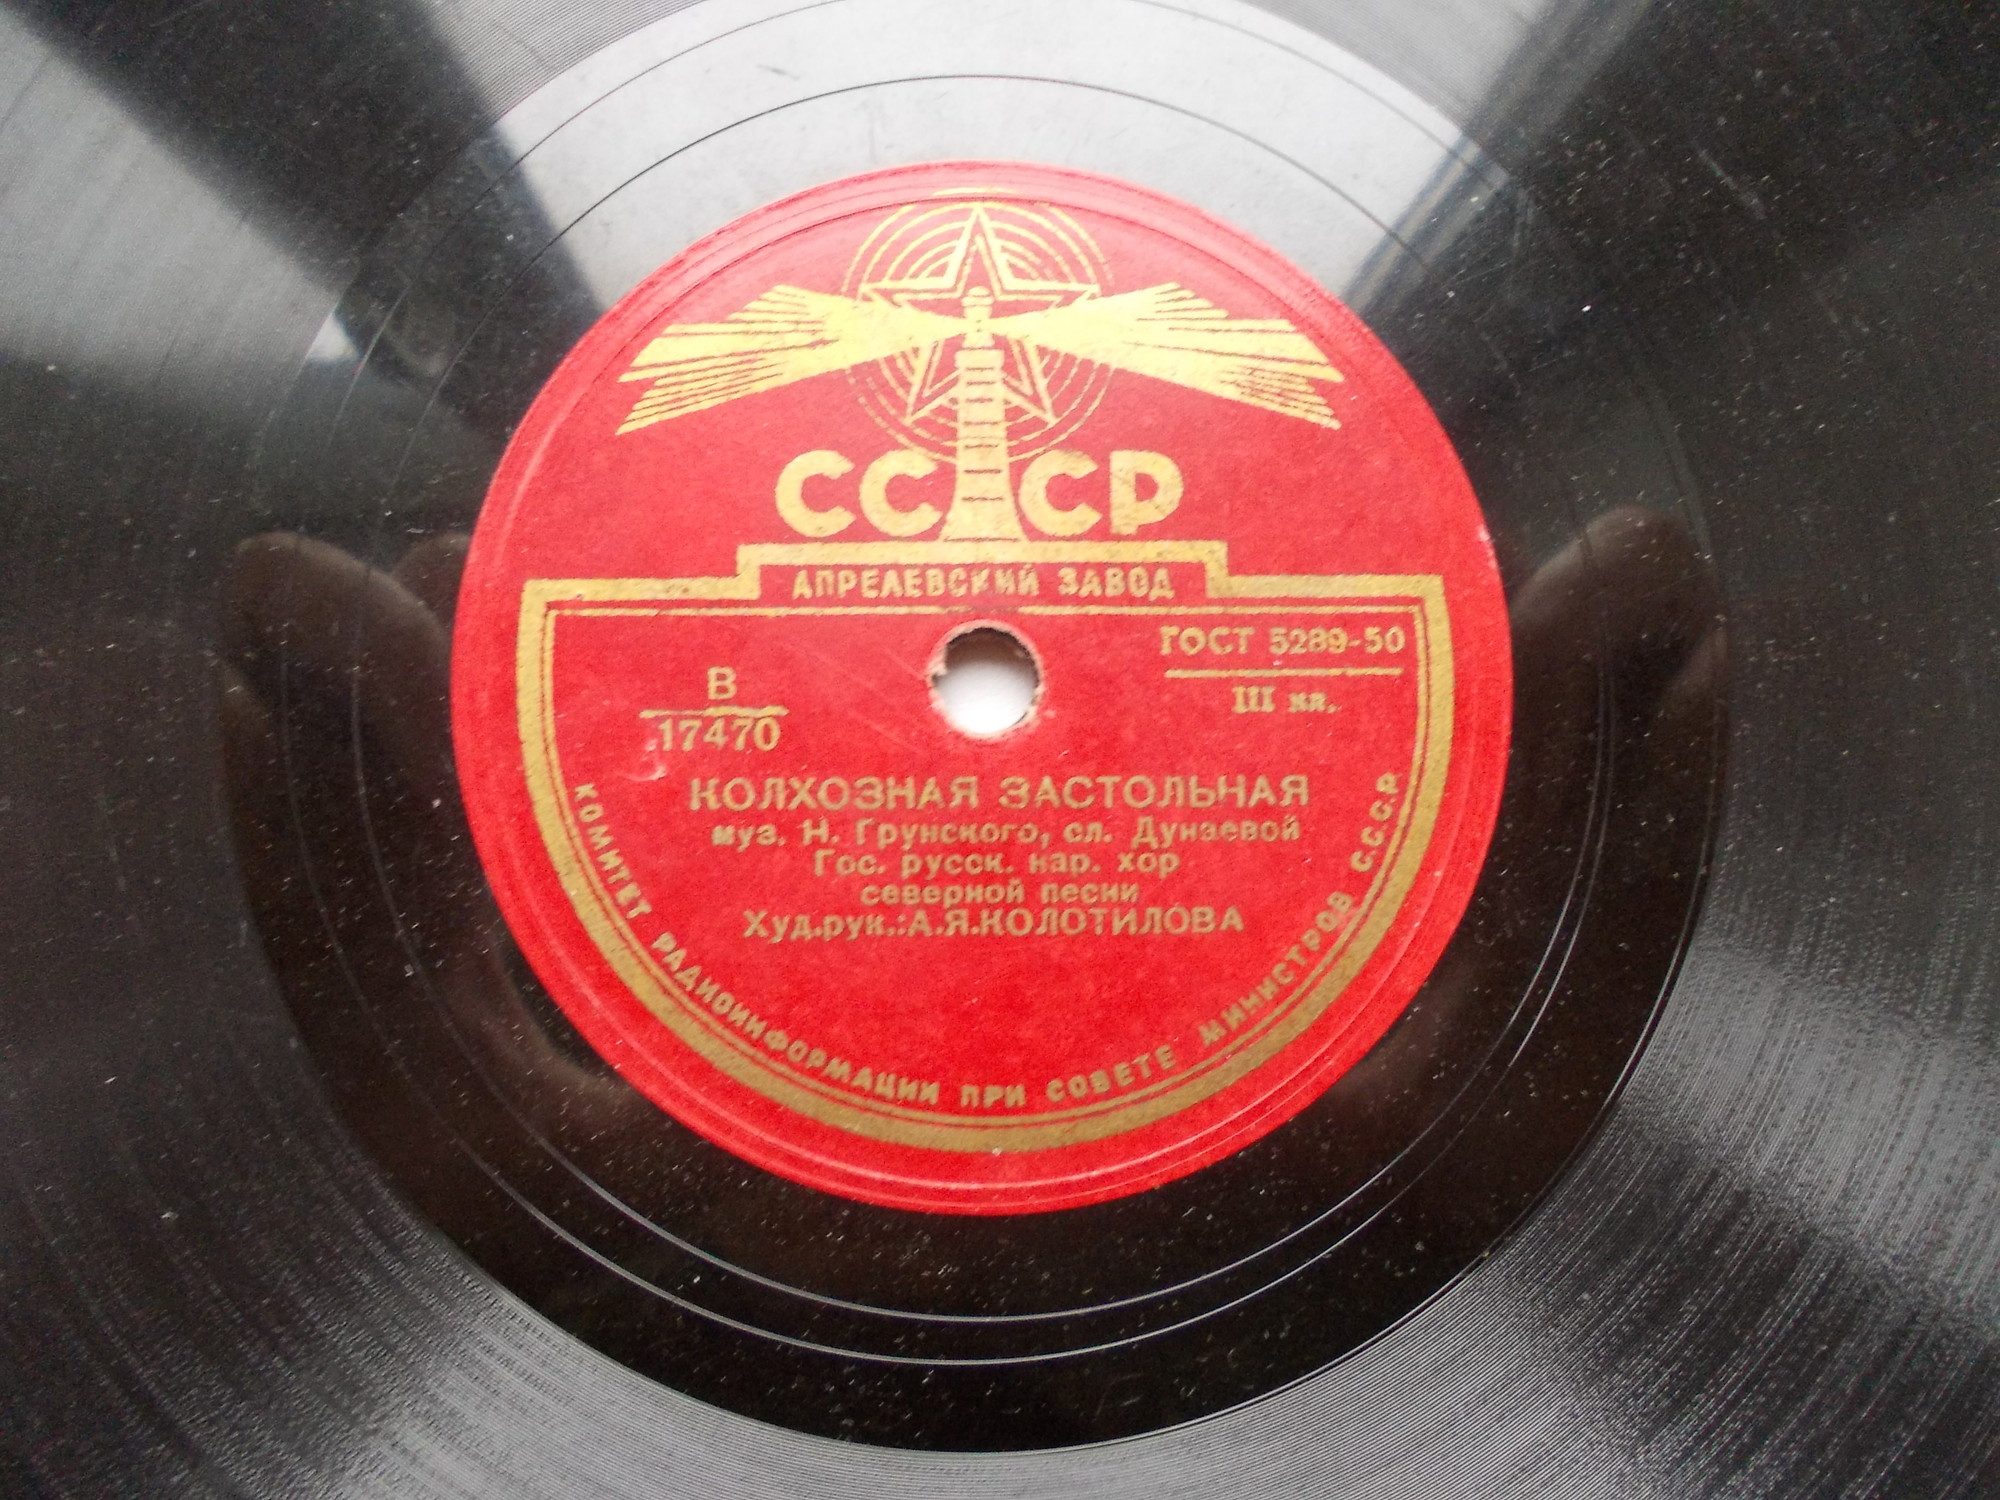 СССР
АПРЕЛЕВСКИЙ ЗАВОД
ГОСТ 5289-50
III кл.
В
17470
КОЛХОЗНАЯ ЗАСТОЛЬНАЯ
муз. Н. Грунского, сл. Дунаевой
Гос. русск. нар. хор
северной песни
Худ.рук.:А.Я.КОЛОТИЛОВА
КОМИТЕТ РАДИОИНФОРМАЦИИ ПРИ СОВЕТЕ МИНИСТРОВ С.С.С.Р.